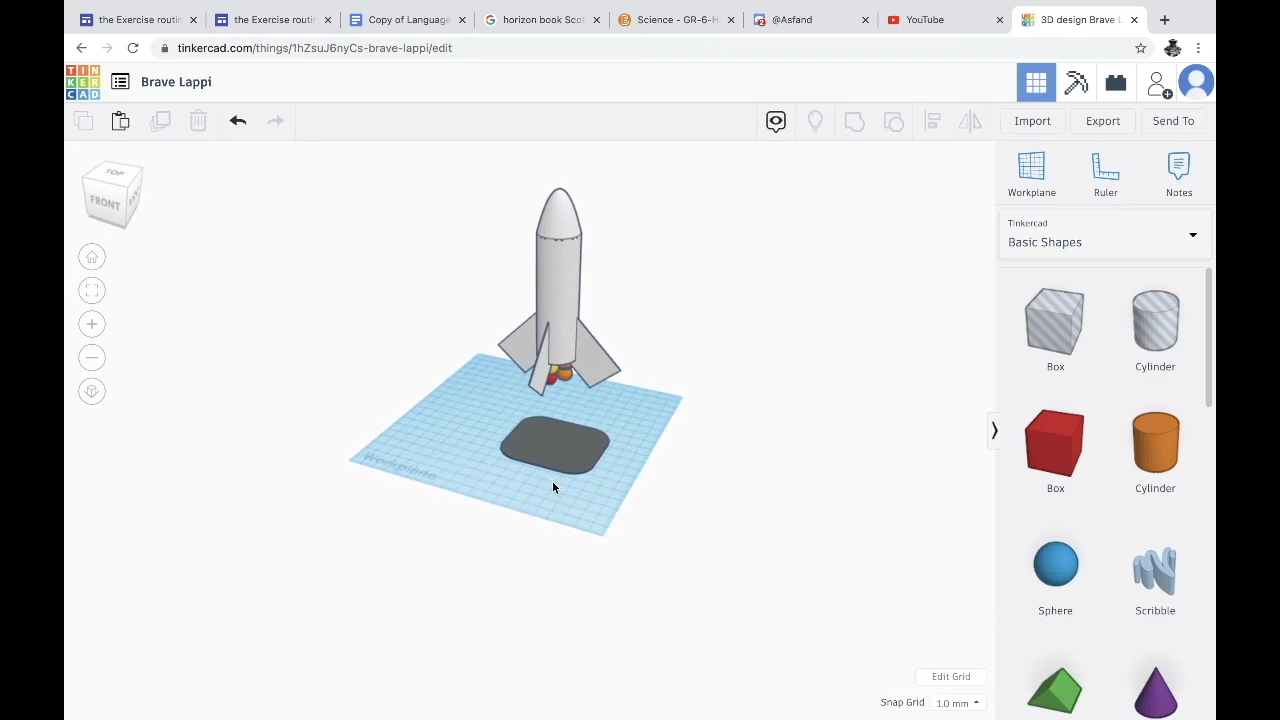 the Exercise routin
the Exercise routin
Copy of Language
horizon book Scot
Science - GR-6-H
@Asfand
YouTube
3D design Brave L
tinkercad.com/things/1hZsuJ6nyCs-brave-lappi/edit
TIN
KER
CAD
Brave Lappi
Import
Export
Send To
TOP
FRONT
Workplane
Ruler
Notes
Tinkercad
Basic Shapes
Box
Cylinder
Box
Cylinder
Workplane
Sphere
Scribble
Edit Grid
Snap Grid
1.0 mm